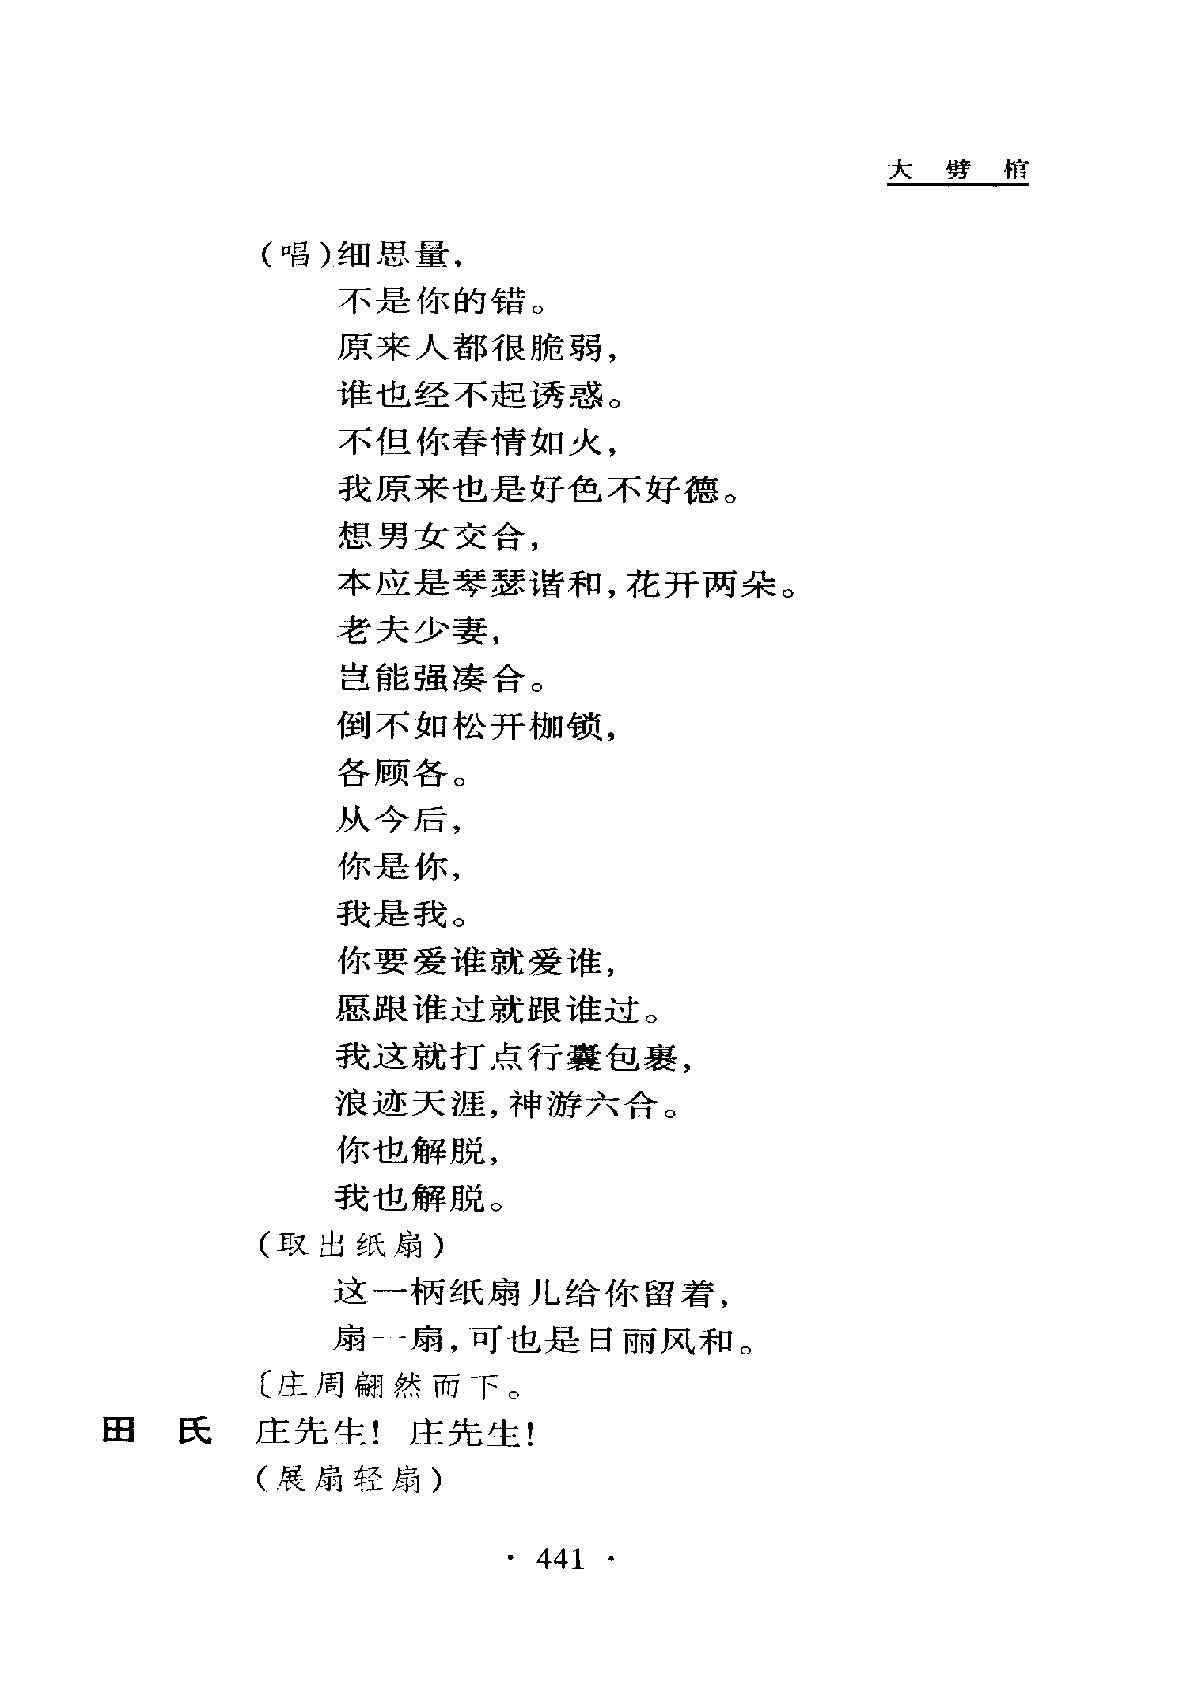 大 劈 棺
（唱）细思量，
不是你的错。
原来人都很脆弱，
谁也经不起诱惑。
不但你春情如火，
我原来也是好色不好德。
想男女交合，
本应是琴瑟谐和，花开两朵。
老夫少妻，
岂能强凑合。
倒不如松开枷锁，
各顾各。
从今后，
你是你，
我是我。
你要爱谁就爱谁，
愿跟谁过就跟谁过。
我这就打点行囊包裹，
浪迹天涯，神游六合。
你也解脱，
我也解脱。
（取出纸扇）
这一柄纸扇儿给你留着，
扇一扇，可也是日丽风和。
〔庄周翩然而下。
田 氏 庄先生！ 庄先生！
（展扇轻扇）
· 441 ·